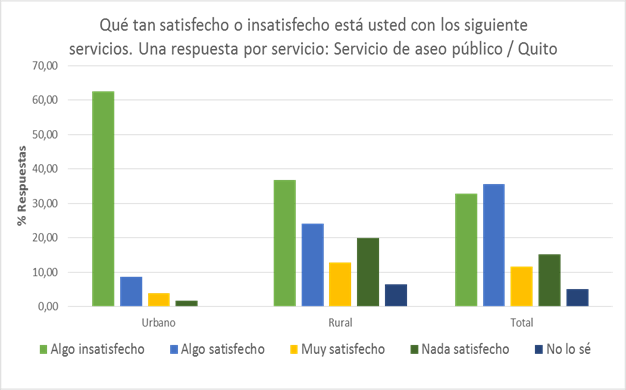 Qué tan satisfecho o insatisfecho está usted con los siguiente
servicios. Una respuesta por servicio: Servicio de aseo público / Quito
% Respuestas
70,00
60,00
50,00
40,00
30,00
20,00
10,00
0,00
Urbano Rural Total
Algo insatisfecho Algo satisfecho Muy satisfecho Nada satisfecho No lo sé